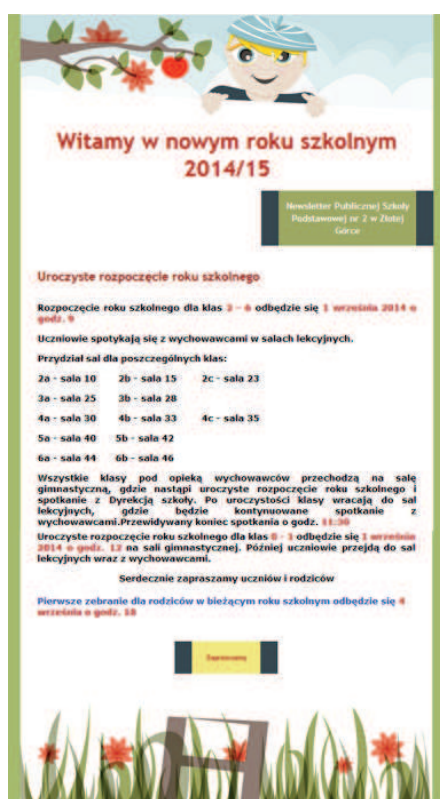 Witamy w nowym roku szkolnym
2014/15
Newsletter Publicznej Szkoły
Podstawowej nr 2 w Złotej
Górce
Uroczyste rozpoczęcie roku szkolnego
Rozpoczęcie roku szkolnego dla klas 2 - 6 odbędzie się 1 września 2014 o
godz. 9
Uczniowie spotykają się z wychowawcami w salach lekcyjnych.
Przydział sal dla poszczególnych klas:
2a - sala 10 2b - sala 15 2c - sala 23
3a - sala 25 3b - sala 28
4a - sala 30 4b - sala 33 4c - sala 35
5a - sala 40 5b - sala 42
6a - sala 44 6b - sala 46
Wszystkie klasy pod opieką wychowawców przechodzą na salę
gimnastyczną, gdzie nastąpi uroczyste rozpoczęcie roku szkolnego i
spotkanie z Dyrekcją szkoły. Po uroczystości klasy wracają do sal
lekcyjnych, gdzie będzie kontynuowane spotkanie z
wychowawcami.Przewidywany koniec spotkania o godz. 11:30
Uroczyste rozpoczęcie roku szkolnego dla klas 0 - 1 odbędzie się 1 września
2014 o godz. 12 na sali gimnastycznej. Później uczniowie przejdą do sal
lekcyjnych wraz z wychowawcami.
Serdecznie zapraszamy uczniów i rodziców
Pierwsze zebranie dla rodziców w bieżącym roku szkolnym odbędzie się 4
września o godz. 18
Zapraszamy